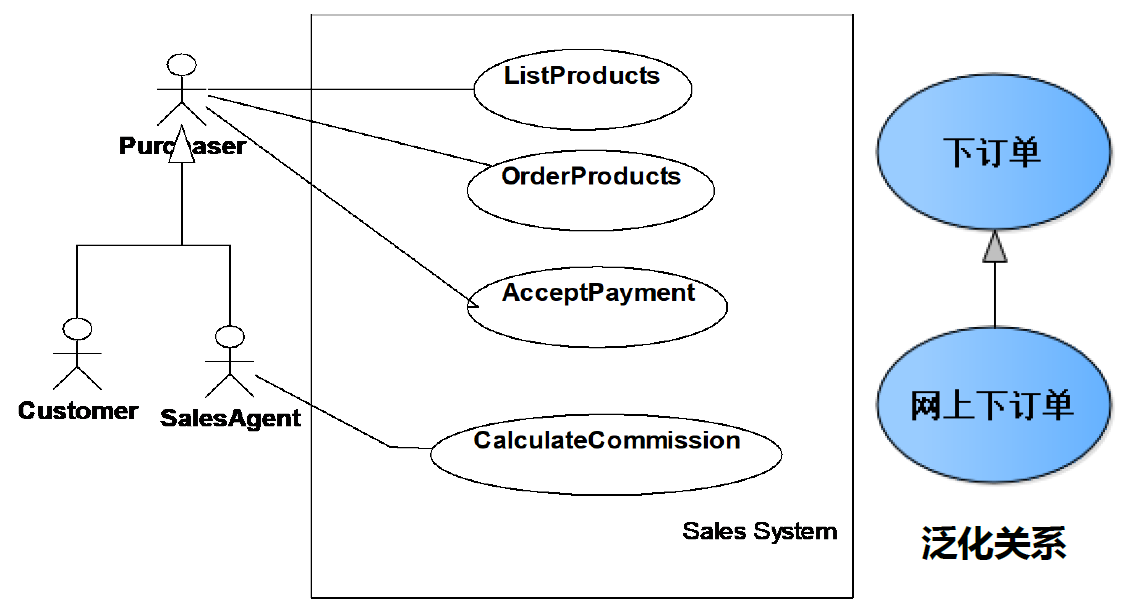 ListProducts
Purchaser
OrderProducts
AcceptPayment
Customer
SalesAgent
CalculateCommission
Sales System
下订单
网上下订单
泛化关系